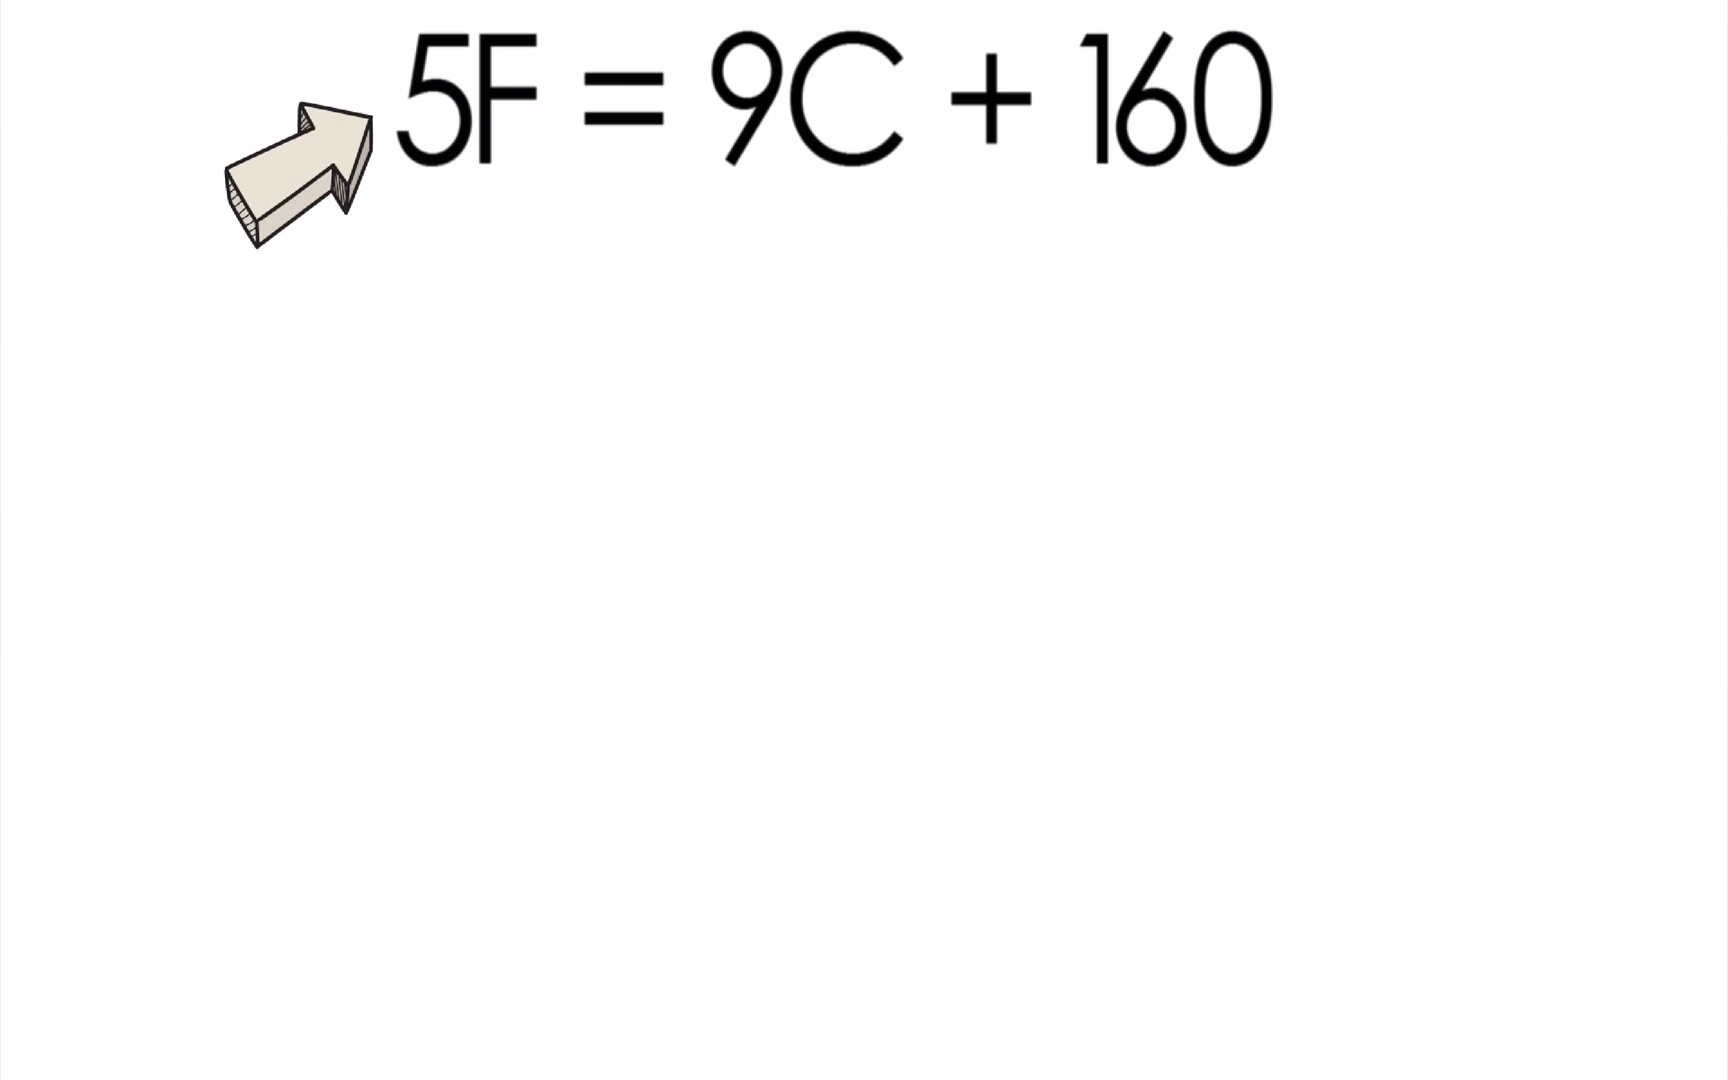 5F = 9C + 160